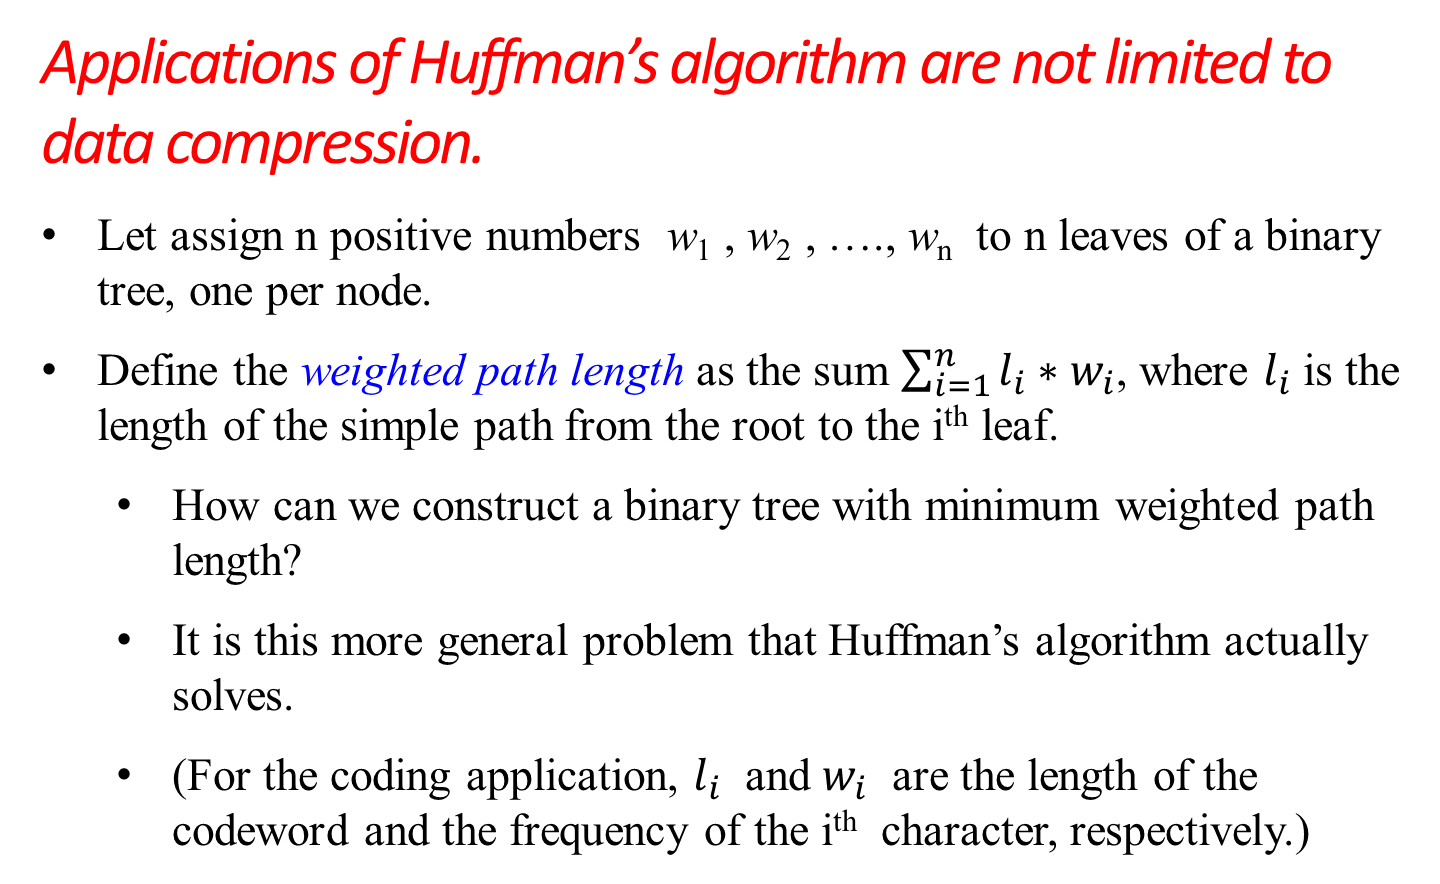 Applications of Huffman’s algorithm are not limited to
data compression.
• Let assign n positive numbers w₁ , w₂ , …., wₙ to n leaves of a binary
tree, one per node.
• Define the weighted path length as the sum ∑ⁿᵢ₌₁ lᵢ ∗ wᵢ, where lᵢ is the
length of the simple path from the root to the iᵗʰ leaf.
• How can we construct a binary tree with minimum weighted path
length?
• It is this more general problem that Huffman’s algorithm actually
solves.
• (For the coding application, lᵢ and wᵢ are the length of the
codeword and the frequency of the iᵗʰ character, respectively.)